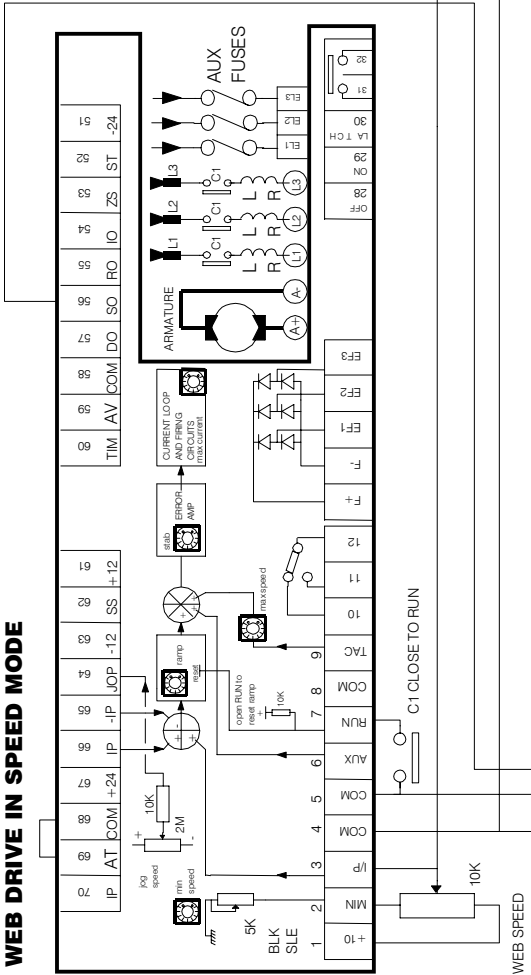 WEB DRIVE IN SPEED MODE
70 69 68 67 66 65 64 63 62 61
IP AT COM +24 IP -IP JOP -12 SS +12
60 59 58 57 56 55 54 53 52 51
TIM AV COM DO SO RO IO ZS ST -24
jog
speed
+
-
2M
10K
min
speed
5K
BLK
SLE
ramp
reset
open RUN to
reset ramp
+
10K
max speed
stab
ERROR
AMP
CURRENT LOOP
AND FIRING
CIRCUITS
max current
ARMATURE
AUX
FUSES
L1 L2 L3
C1 C1 C1
L R L R L R
A+ A- L1 L2 L3 EL1 EL2 EL3
1 2 3 4 5 6 7 8 9 10 11 12
+10 MIN I/P COM COM AUX RUN COM TAC
F+ F- EF1 EF2 EF3
28 29 30 31 32
OFF ON LATCH
C1 CLOSE TO RUN
10K
WEB SPEED